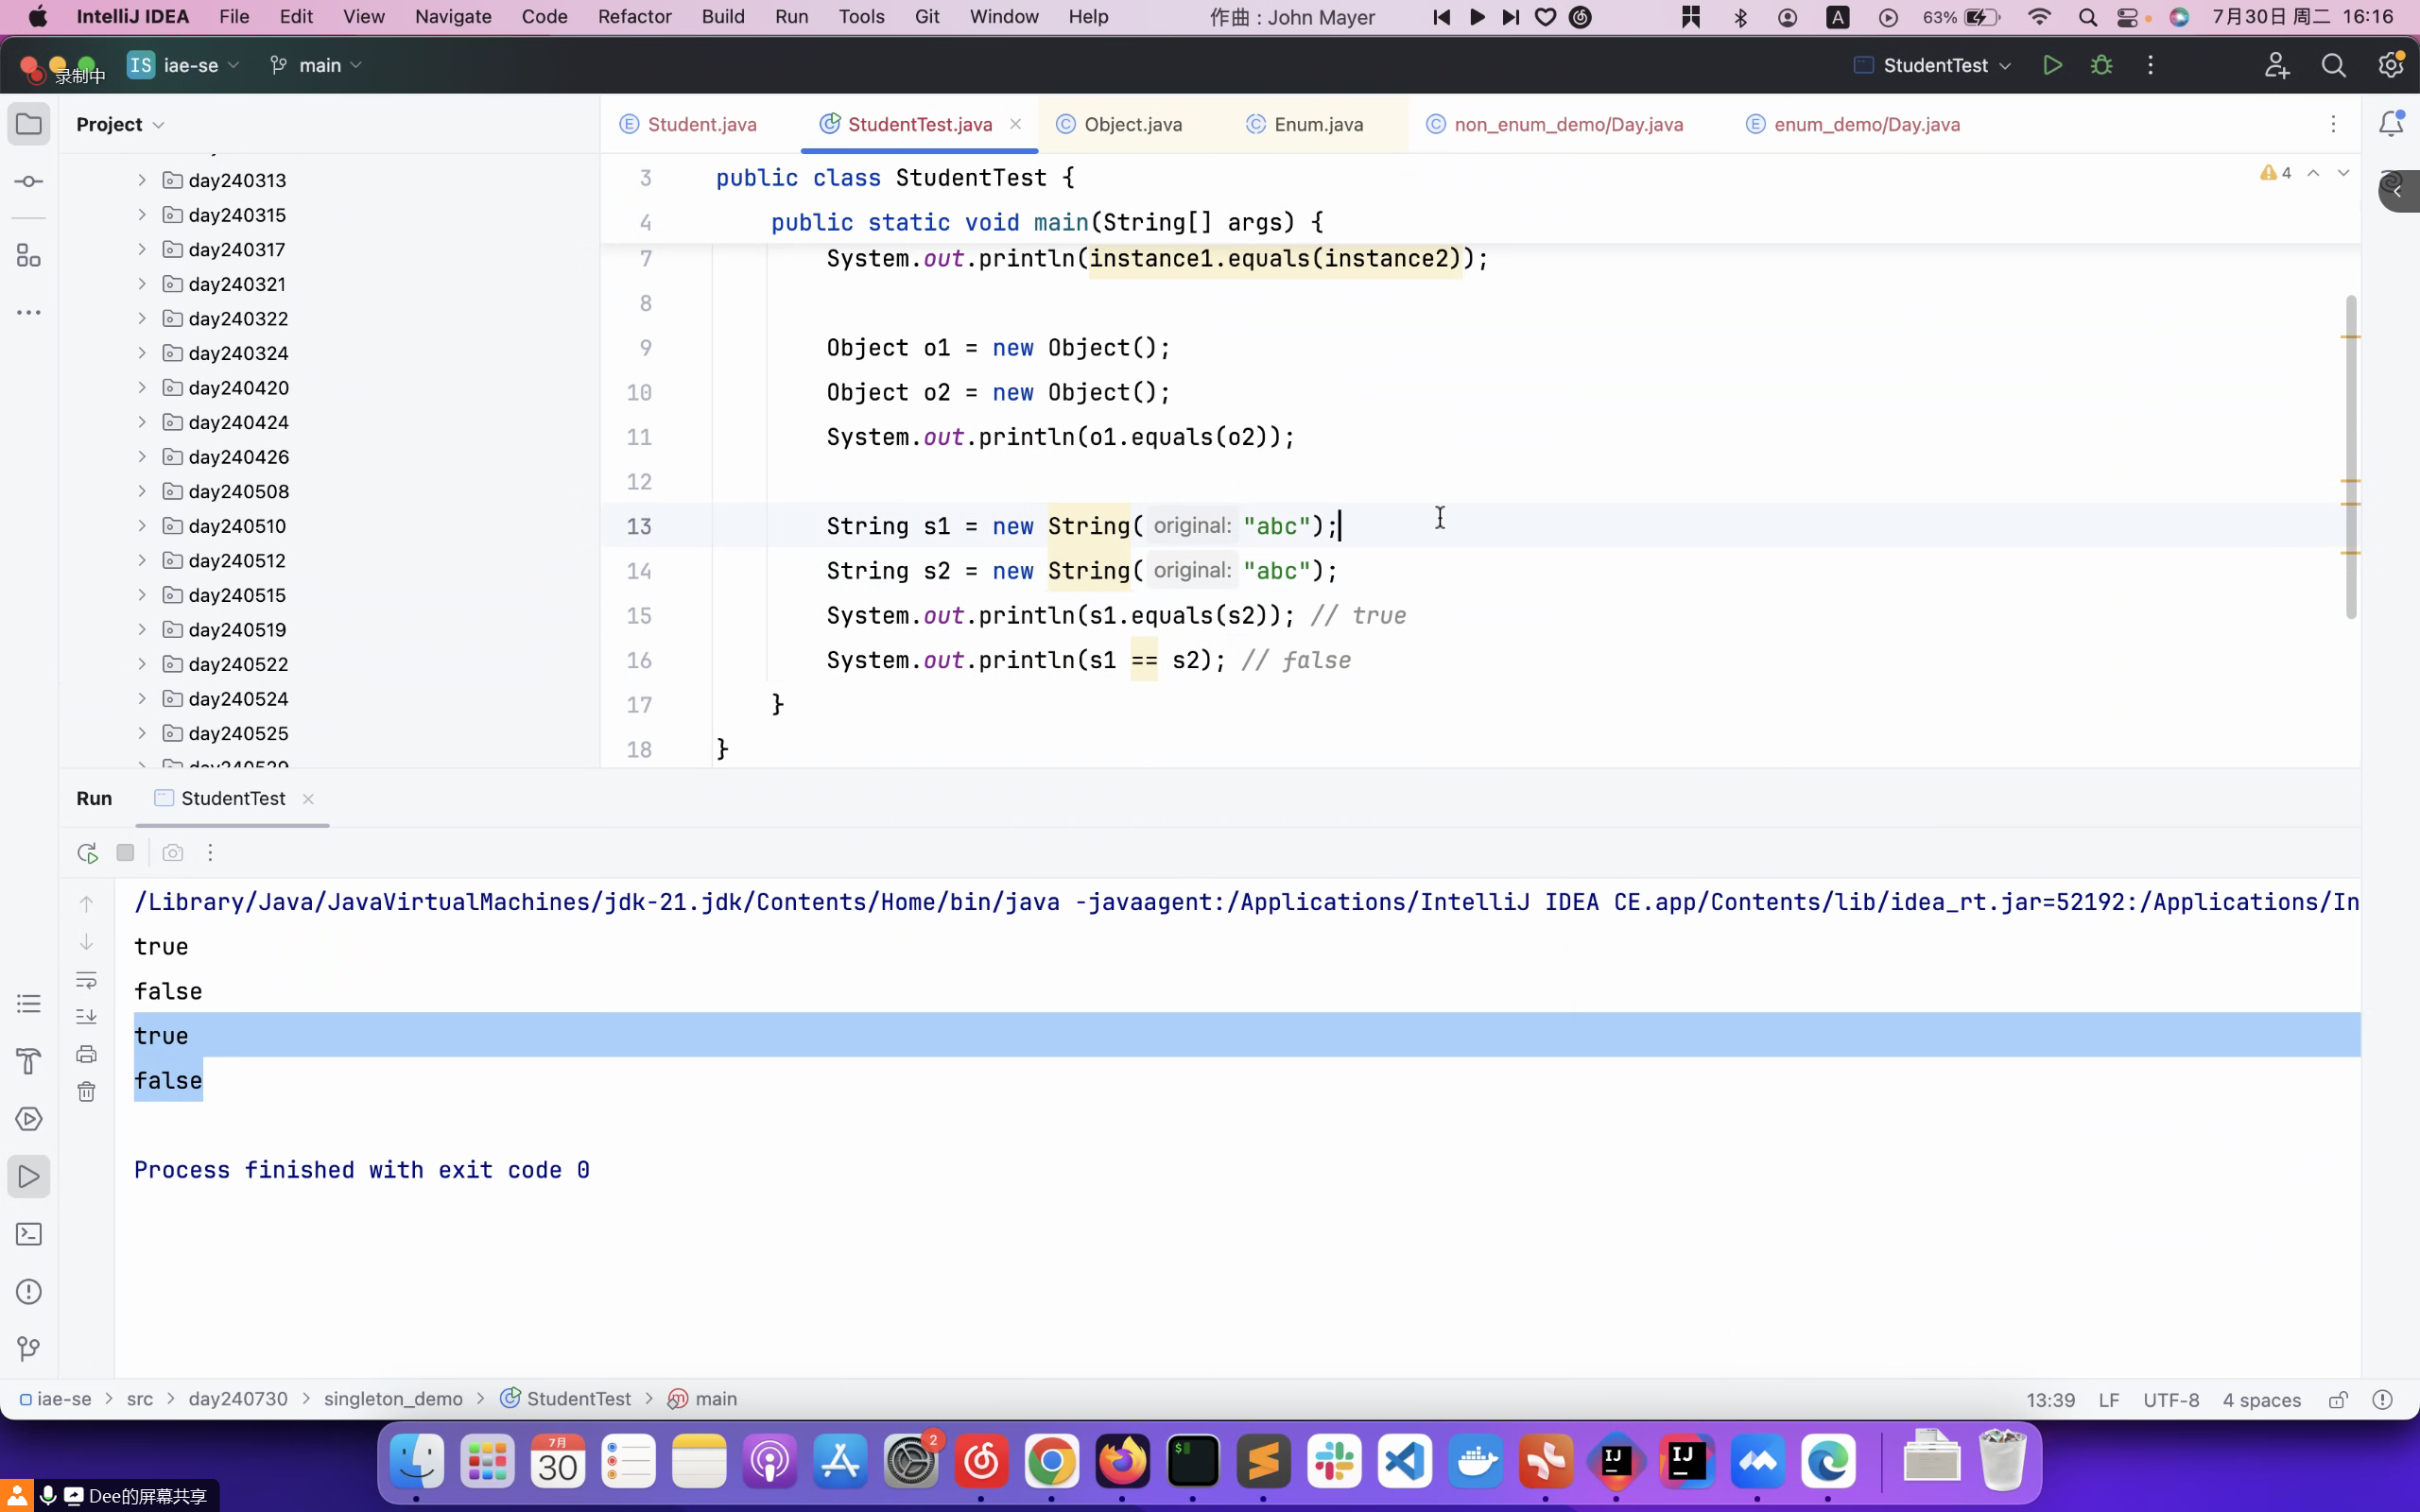 IntelliJ IDEA File Edit View Navigate Code Refactor Build Run Tools Git Window Help 作曲 : John Mayer A 63% 7月30日 周二 16:16
录制中 IS iae-se main StudentTest
Project Student.java StudentTest.java Object.java Enum.java non_enum_demo/Day.java enum_demo/Day.java
day240313
day240315
day240317
day240321
day240322
day240324
day240420
day240424
day240426
day240508
day240510
day240512
day240515
day240519
day240522
day240524
day240525
day240529
3 public class StudentTest {
4 public static void main(String[] args) {
7 System.out.println(instance1.equals(instance2));
8
9 Object o1 = new Object();
10 Object o2 = new Object();
11 System.out.println(o1.equals(o2));
12
13 String s1 = new String( original: "abc");
14 String s2 = new String( original: "abc");
15 System.out.println(s1.equals(s2)); // true
16 System.out.println(s1 == s2); // false
17 }
18 }
4
Run StudentTest
/Library/Java/JavaVirtualMachines/jdk-21.jdk/Contents/Home/bin/java -javaagent:/Applications/IntelliJ IDEA CE.app/Contents/lib/idea_rt.jar=52192:/Applications/In
true
false
true
false
Process finished with exit code 0
iae-se > src > day240730 > singleton_demo > StudentTest > main 13:39 LF UTF-8 4 spaces
7月
30
2
$
IJ
IJ
Dee的屏幕共享